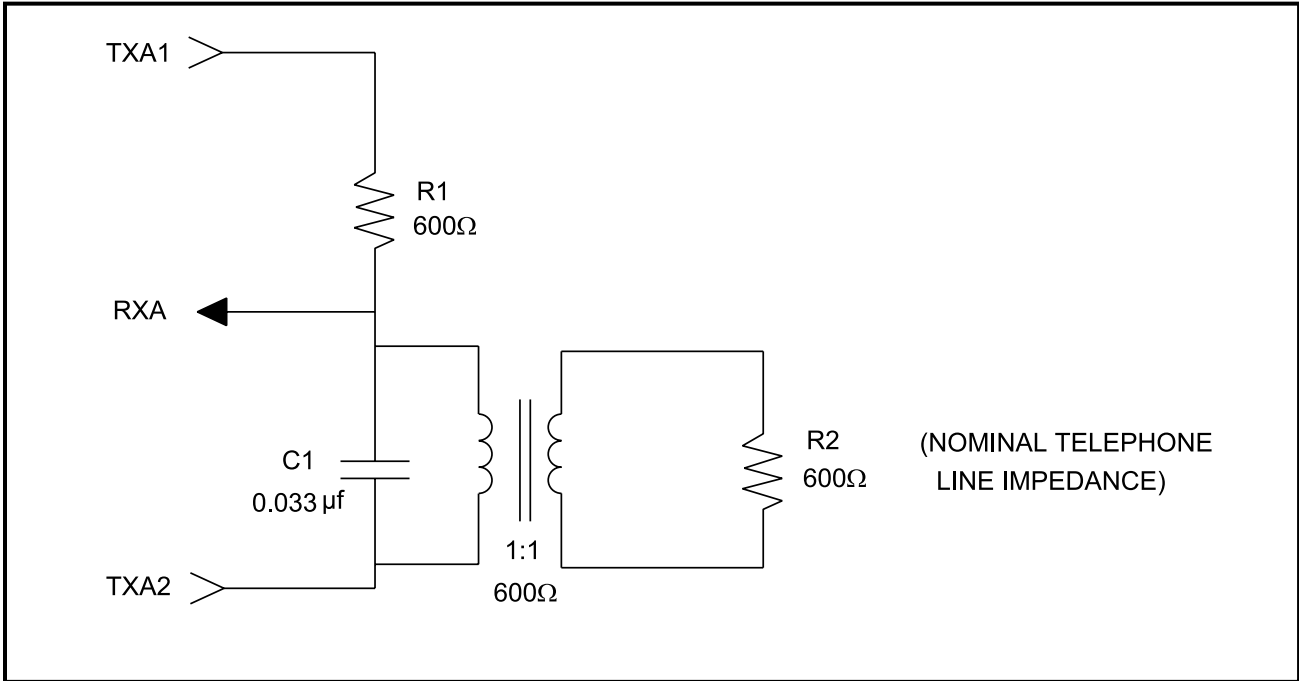 TXA1
R1
600Ω
RXA
C1
0.033 µf
R2
600Ω
(NOMINAL TELEPHONE
LINE IMPEDANCE)
1:1
600Ω
TXA2